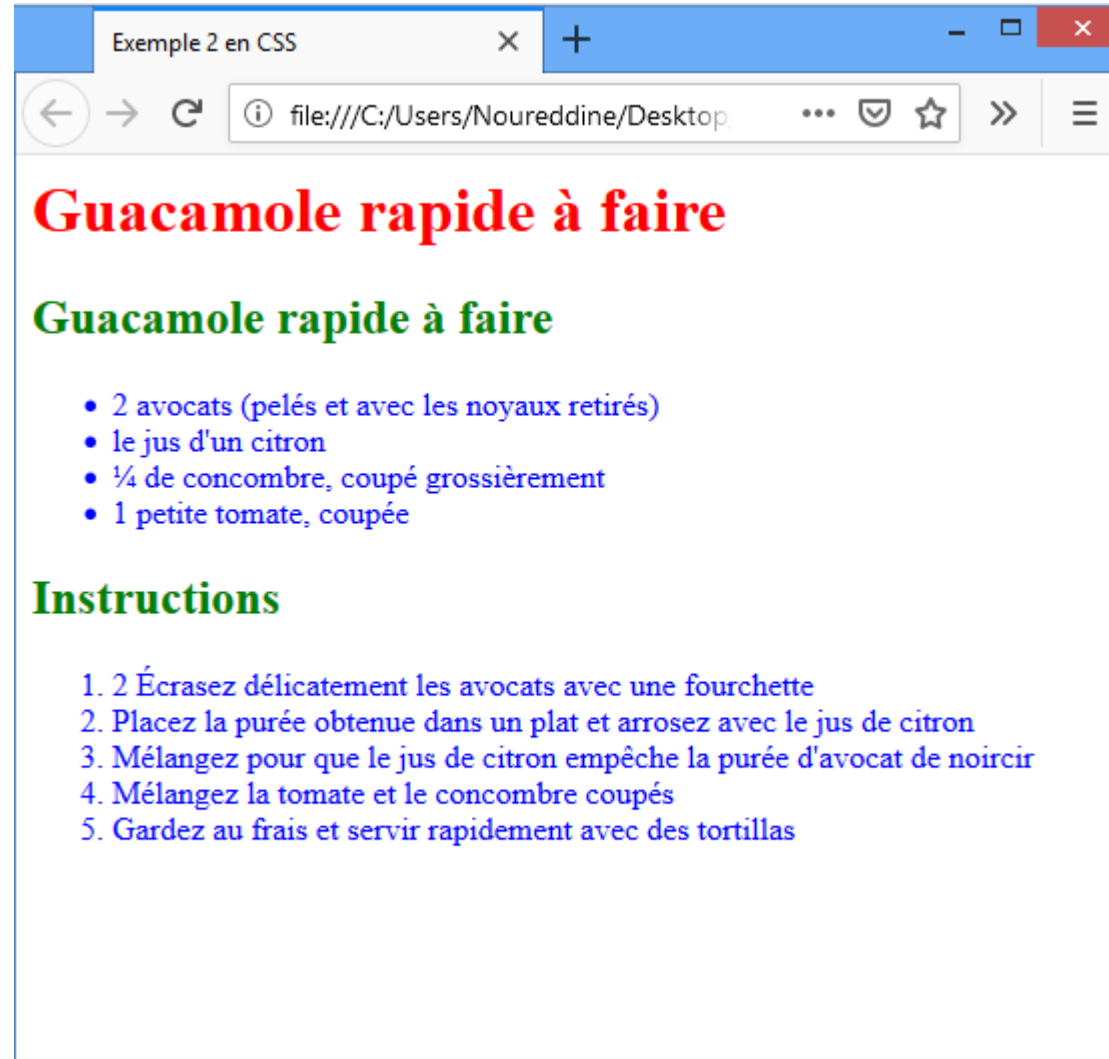 Exemple 2 en CSS
file:///C:/Users/Noureddine/Desktop
Guacamole rapide à faire
Guacamole rapide à faire
• 2 avocats (pelés et avec les noyaux retirés)
• le jus d'un citron
• ¼ de concombre, coupé grossièrement
• 1 petite tomate, coupée
Instructions
1. 2 Écrasez délicatement les avocats avec une fourchette
2. Placez la purée obtenue dans un plat et arrosez avec le jus de citron
3. Mélangez pour que le jus de citron empêche la purée d'avocat de noircir
4. Mélangez la tomate et le concombre coupés
5. Gardez au frais et servir rapidement avec des tortillas